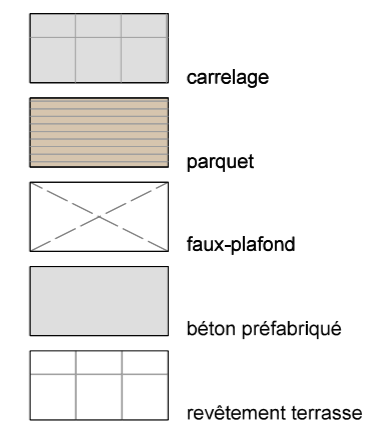 carrelage
parquet
faux-plafond
béton préfabriqué
revêtement terrasse